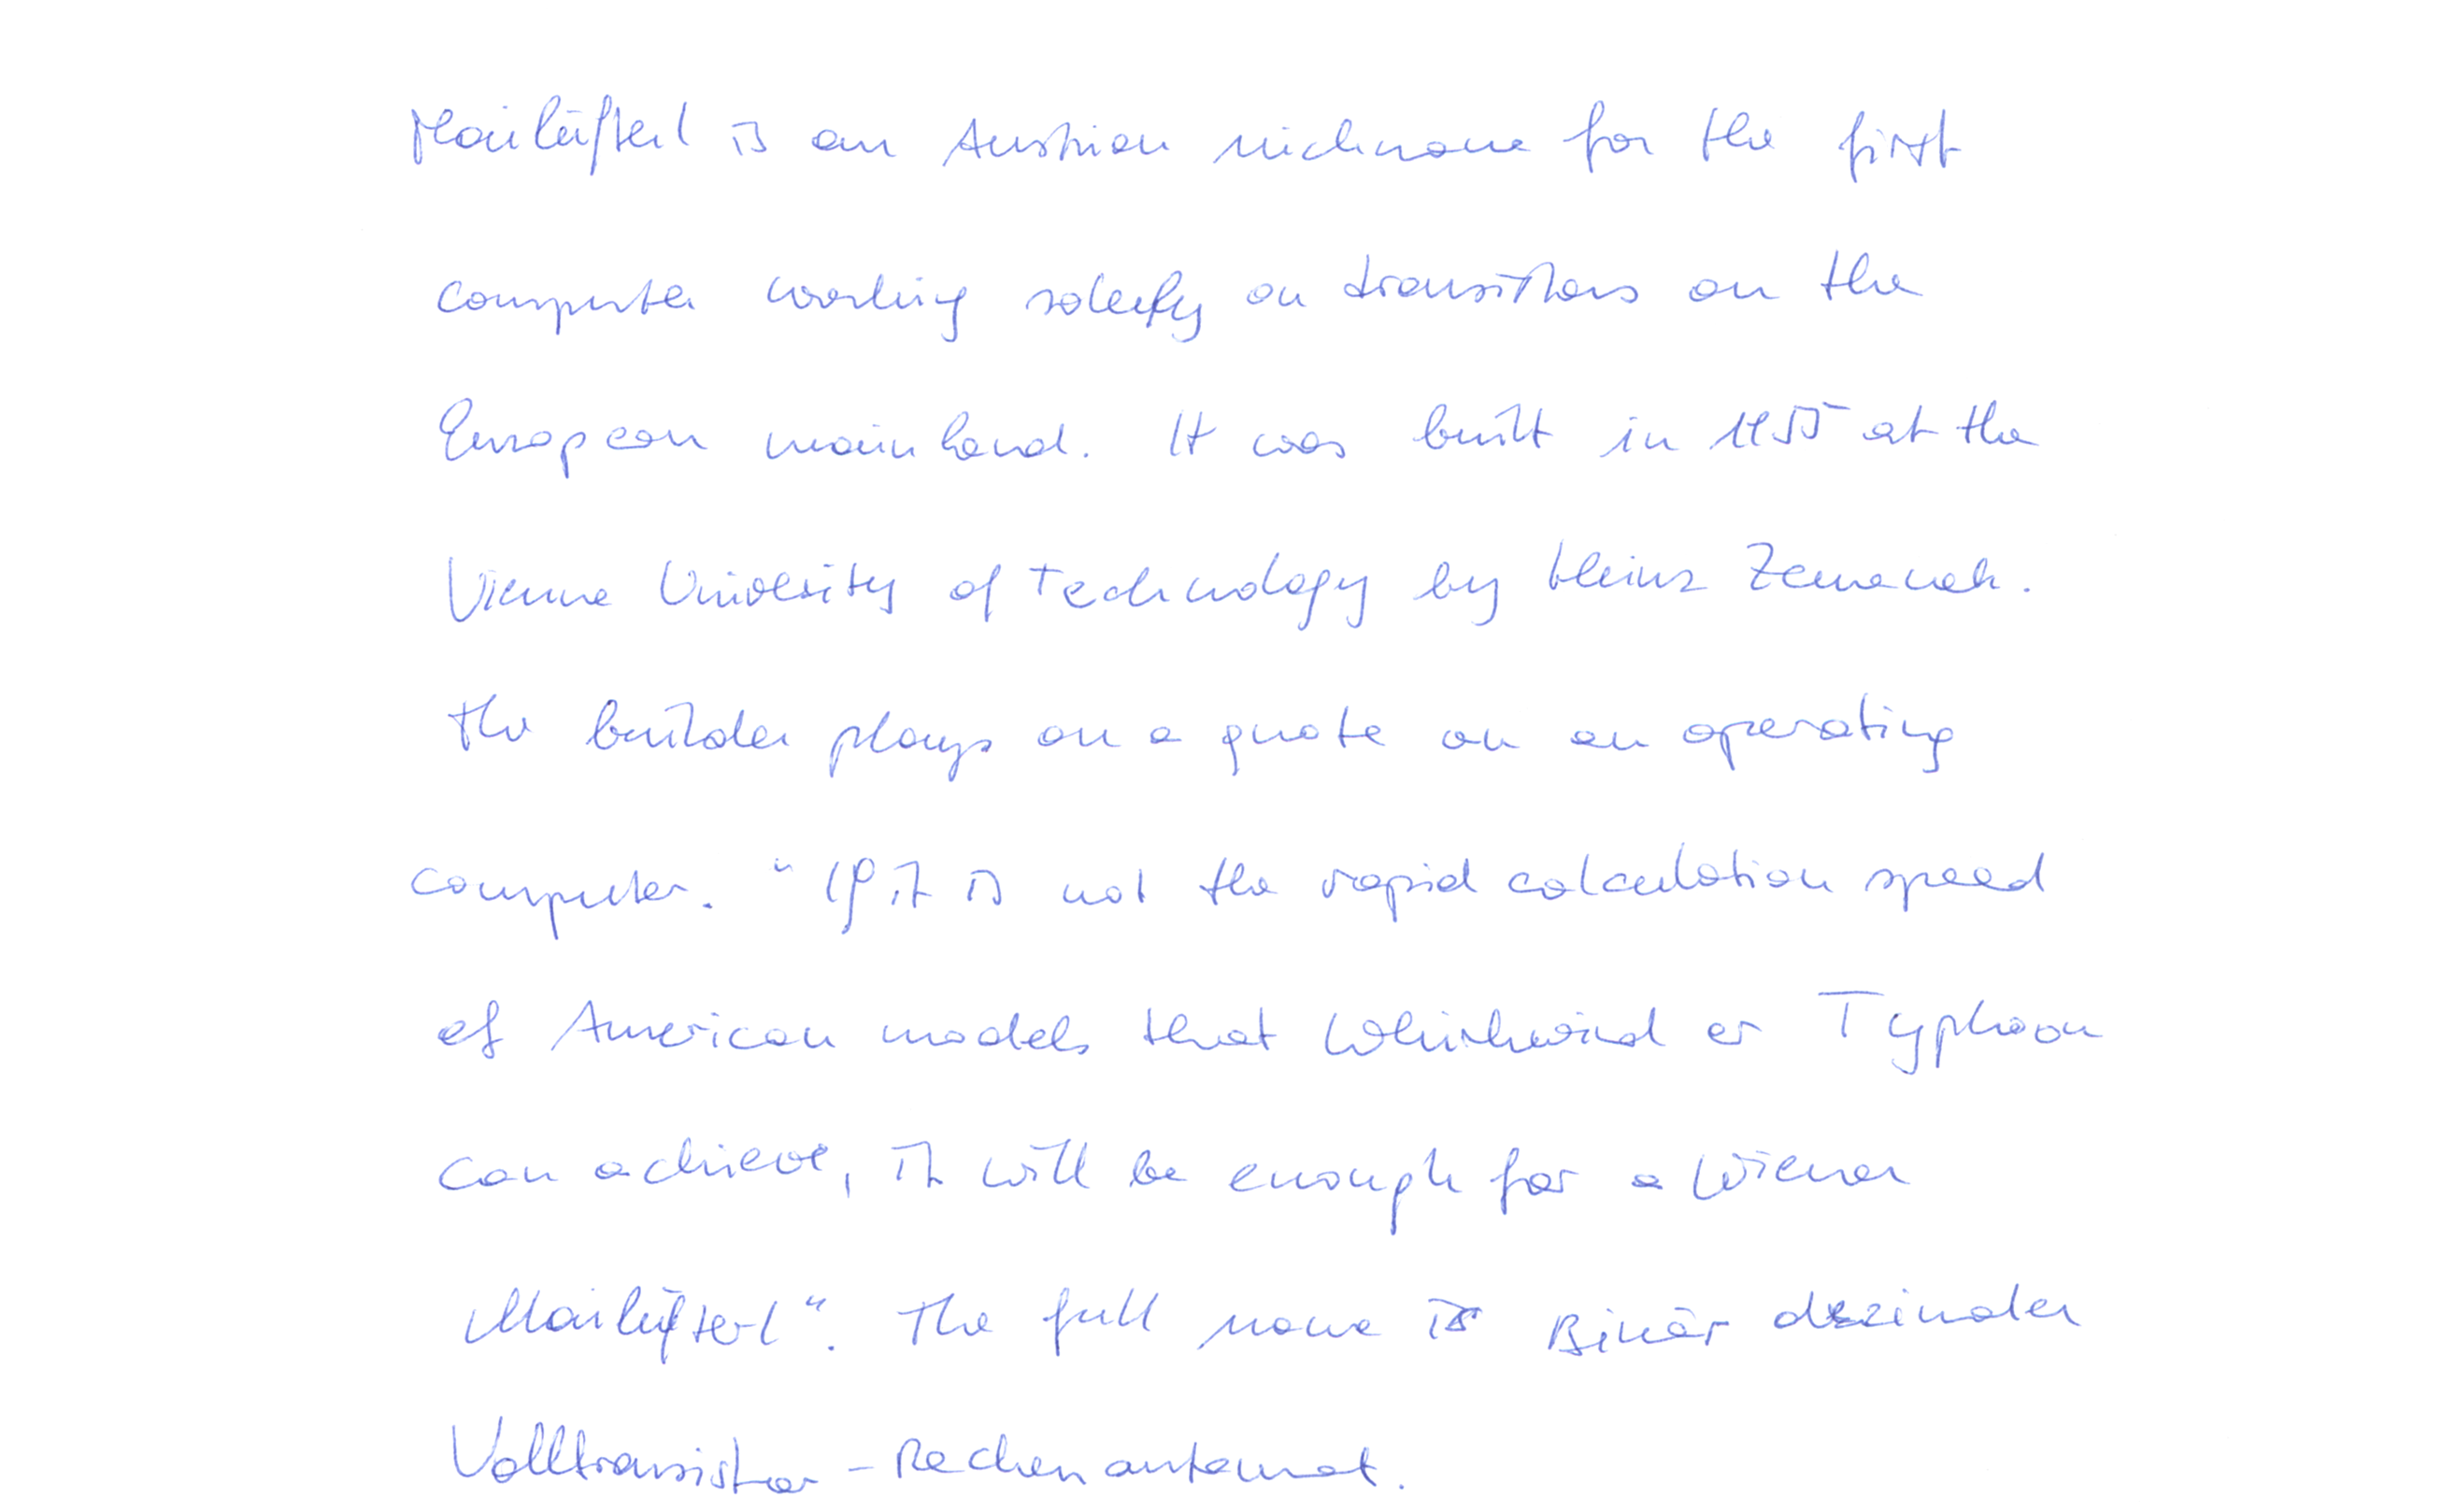 Mailüfterl is an Austrian nickname for the first
computer working solely on transistors on the
European mainland. It was built in 1955 at the
Vienna University of Technology by Heinz Zemanek.
The builder plays on a quote on an operating
computer. "If it is not the rapid calculation speed
of American models that Whirlwind or Typhoon
can achieve, it will be enough for a Wiener
Mailüfterl". The full name is Binär dezimaler
Volltransistor-Rechenautomat.